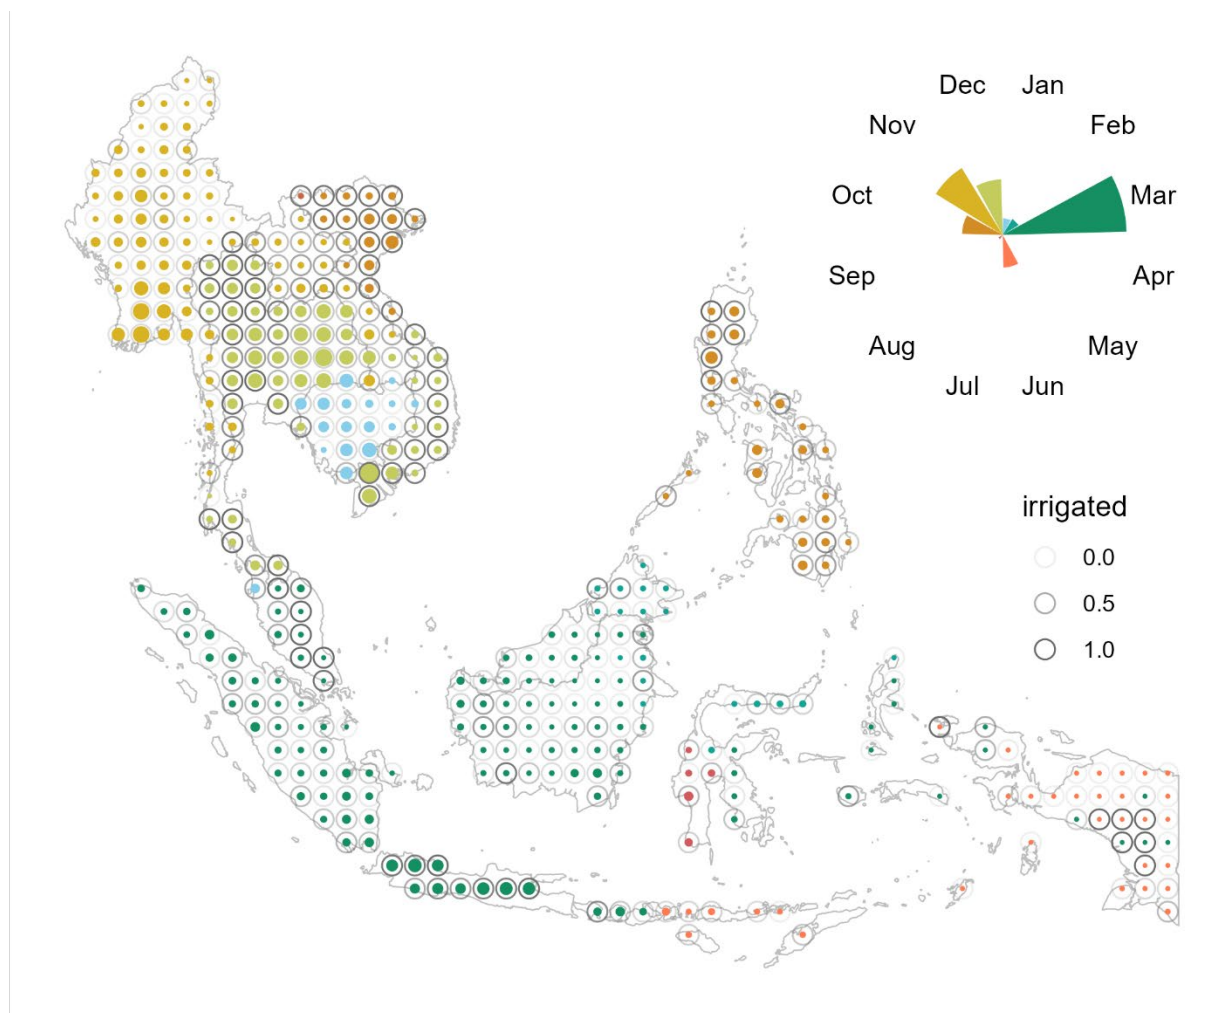 Dec Jan
Nov Feb
Oct Mar
Sep Apr
Aug May
Jul Jun
irrigated
0.0
0.5
1.0